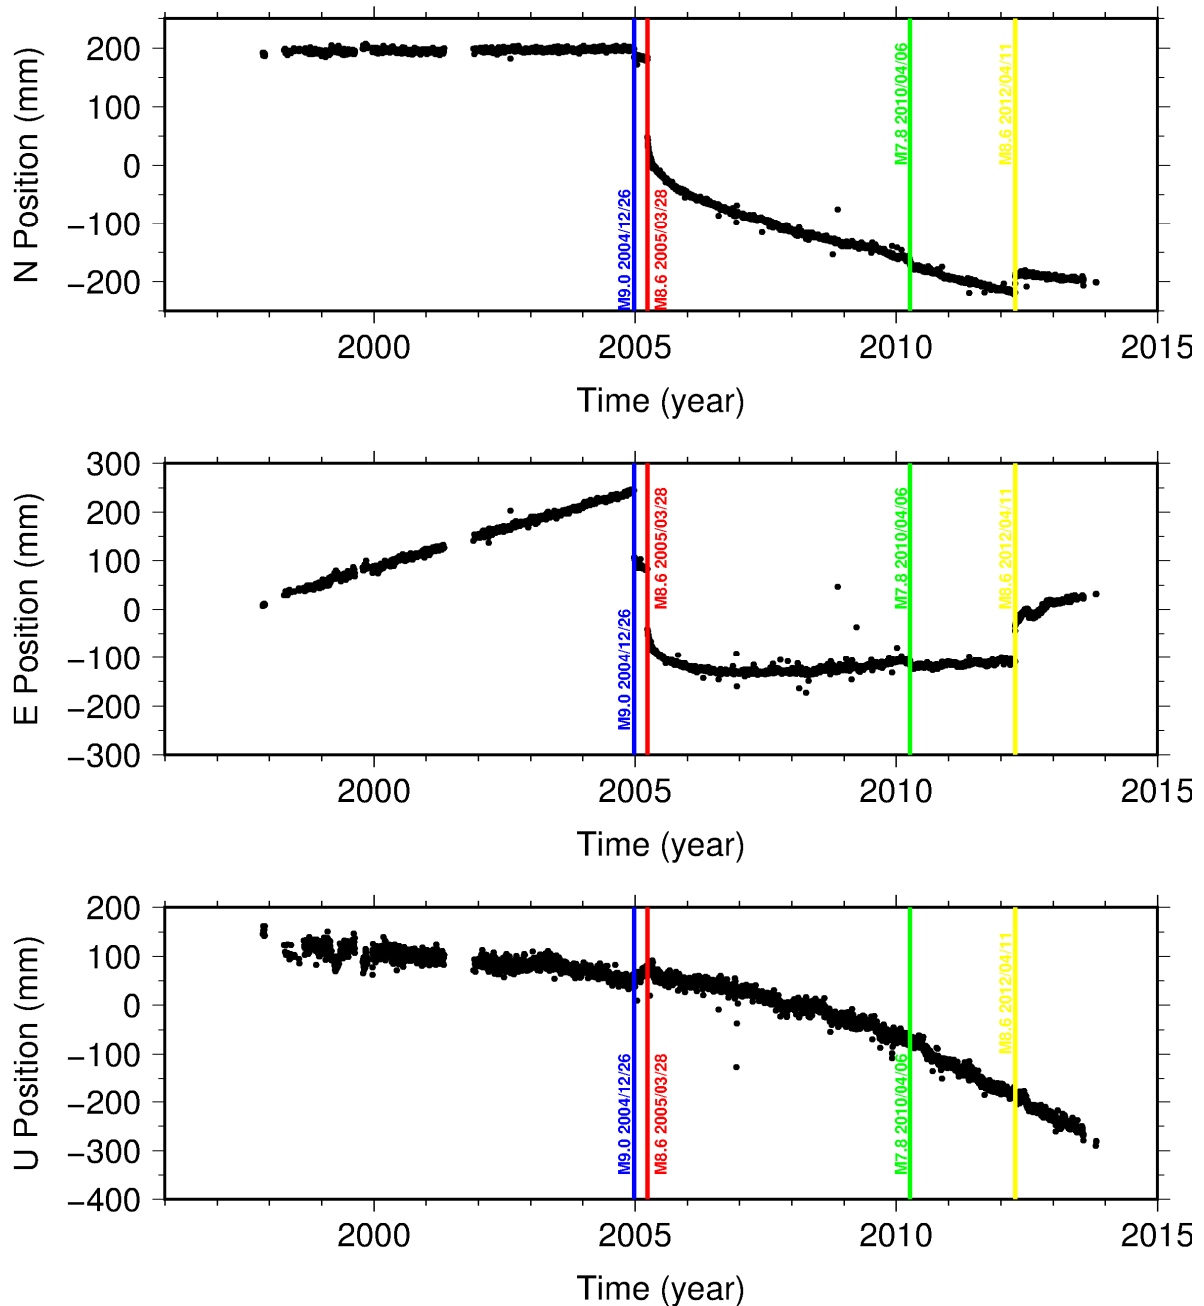 N Position (mm)
200
100
0
−100
−200
M9.0 2004/12/26
M8.6 2005/03/28
M7.8 2010/04/06
M8.6 2012/04/11
2000
2005
2010
2015
Time (year)
E Position (mm)
300
200
100
0
−100
−200
−300
M9.0 2004/12/26
M8.6 2005/03/28
M7.8 2010/04/06
M8.6 2012/04/11
2000
2005
2010
2015
Time (year)
U Position (mm)
200
100
0
−100
−200
−300
−400
M9.0 2004/12/26
M8.6 2005/03/28
M7.8 2010/04/06
M8.6 2012/04/11
2000
2005
2010
2015
Time (year)